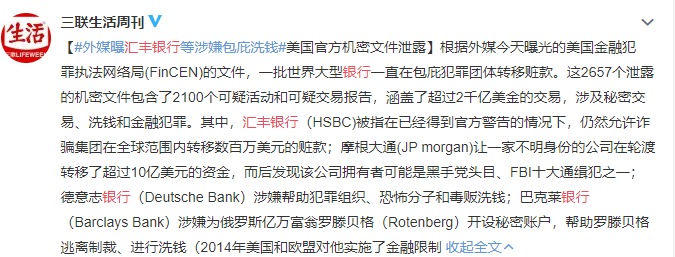 三联生活周刊
生活
LIFEWEEK
#外媒曝汇丰银行等涉嫌包庇洗钱#美国官方机密文件泄露】根据外媒今天曝光的美国金融犯
罪执法网络局(FinCEN)的文件，一批世界大型银行一直在包庇犯罪团体转移赃款。这2657个泄露
的机密文件包含了2100个可疑活动和可疑交易报告，涵盖了超过2千亿美金的交易，涉及秘密交
易、洗钱和金融犯罪。其中，汇丰银行（HSBC)被指在已经得到官方警告的情况下，仍然允许诈
骗集团在全球范围内转移数百万美元的赃款；摩根大通(JP morgan)让一家不明身份的公司在轮渡
转移了超过10亿美元的资金，而后发现该公司拥有者可能是黑手党头目、FBI十大通缉犯之一；
德意志银行（Deutsche Bank）涉嫌帮助犯罪组织、恐怖分子和毒贩洗钱；巴克莱银行
（Barclays Bank）涉嫌为俄罗斯亿万富翁罗滕贝格（Rotenberg）开设秘密账户，帮助罗滕贝格
逃离制裁、进行洗钱（2014年美国和欧盟对他实施了金融限制 收起全文